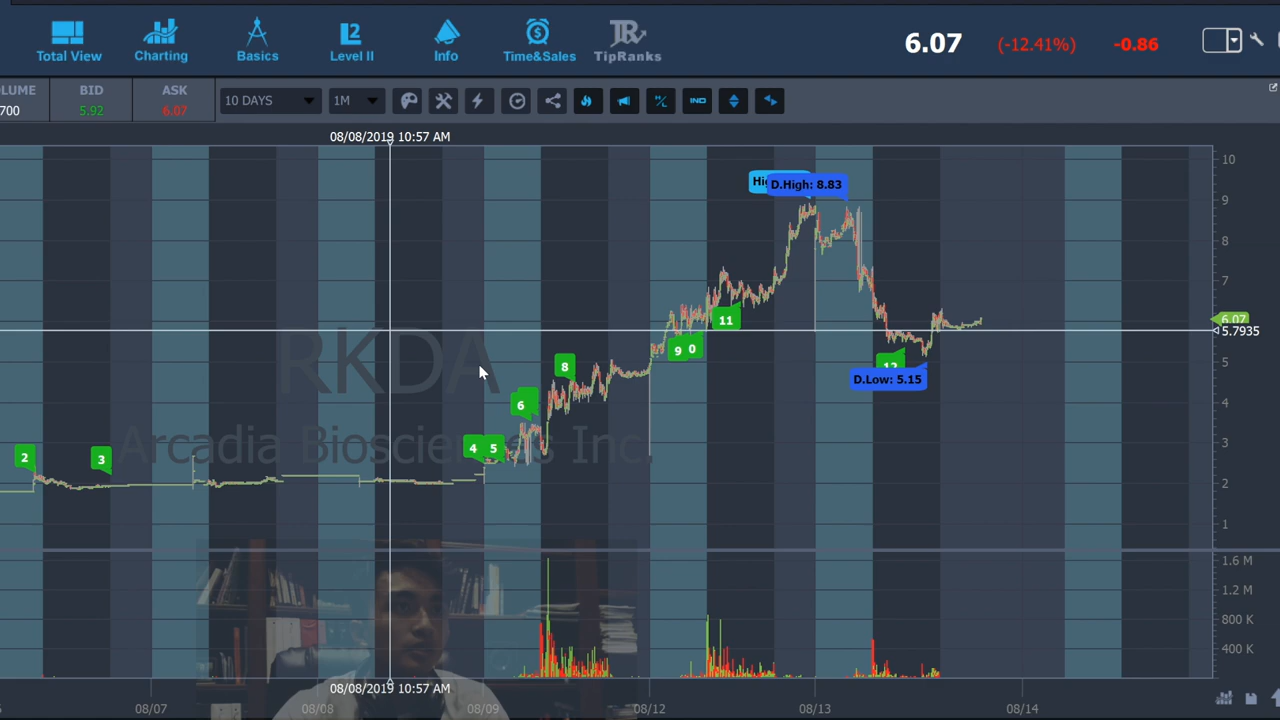 Total View
Charting
Basics
L2
Level II
Info
Time&Sales
TR
TipRanks
6.07
(-12.41%)
-0.86
BID
5.92
ASK
6.07
700
10 DAYS
1M
N/L
IND
08/08/2019 10:57 AM
D.High: 8.83
10
9
8
7
6.07
5.7935
5
4
3
2
1
11
9
0
8
6
4
5
2
3
12
D.Low: 5.15
RKDA
Arcadia Biosciences Inc.
1.6 M
1.2 M
800 K
400 K
08/08/2019 10:57 AM
08/07
08/08
08/09
08/12
08/13
08/14